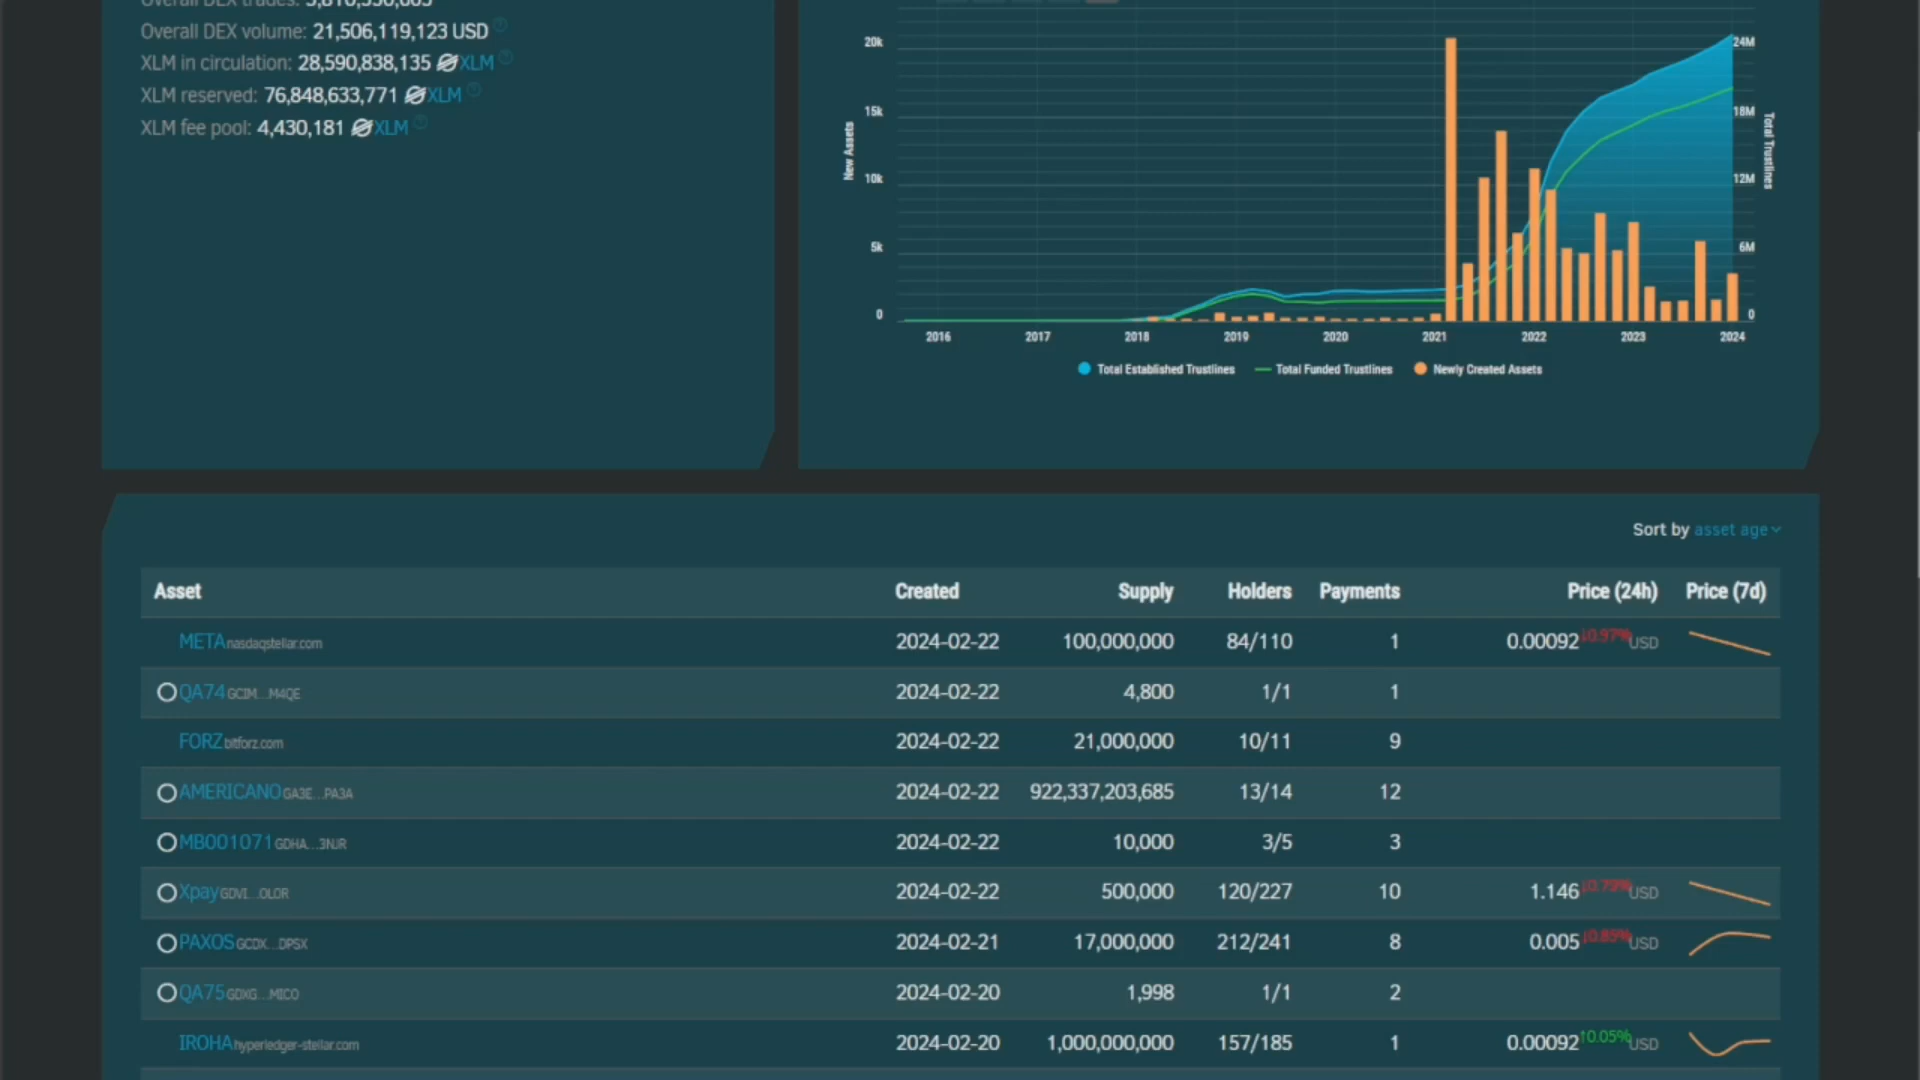 Overall DEX trades:
Overall DEX volume: 21,506,119,123 USD
XLM in circulation: 28,590,838,135 XLM
XLM reserved: 76,848,633,771 XLM
XLM fee pool: 4,430,181 XLM
20k
15k
10k
5k
0
New Assets
24M
18M
12M
6M
0
Total Trustlines
2016 2017 2018 2019 2020 2021 2022 2023 2024
Total Established Trustlines Total Funded Trustlines Newly Created Assets
Sort by asset age
Asset Created Supply Holders Payments Price (24h) Price (7d)
META nasdaqstellar.com 2024-02-22 100,000,000 84/110 1 0.00092 ↓0.97% USD
QA74 GCIM…M4QE 2024-02-22 4,800 1/1 1
FORZ bitforz.com 2024-02-22 21,000,000 10/11 9
AMERICANO GA3E…PA3A 2024-02-22 922,337,203,685 13/14 12
MB001071 GDHA…3NJR 2024-02-22 10,000 3/5 3
Xpay GDVI…OLOR 2024-02-22 500,000 120/227 10 1.146 ↓0.79% USD
PAXOS GCDX…DPSX 2024-02-21 17,000,000 212/241 8 0.005 ↓0.85% USD
QA75 GDXG…MICO 2024-02-20 1,998 1/1 2
IROHA hyperledger-stellar.com 2024-02-20 1,000,000,000 157/185 1 0.00092 ↑0.05% USD